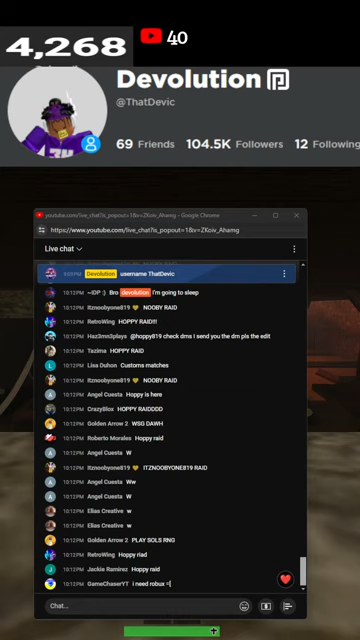 4,268
40
Devolution
@ThatDevic
69 Friends 104.5K Followers 12 Following
youtube.com/live_chat?is_popout=1&v=ZKoiv_Ahamg - Google Chrome
https://www.youtube.com/live_chat?is_popout=1&v=ZKoiv_Ahamg
Live chat
9:09 PM Devolution username ThatDevic
10:12 PM ~IDP :) Bro devolution I'm going to sleep
10:12 PM Itznoobyone819 NOOBY RAID
10:12 PM RetroWing HOPPY RAID!!!
10:12 PM Haz3mni3plays @hoppy819 check dms i send you the dm pls the edit
10:12 PM Tazima HOPPY RAID
10:12 PM Lisa Duhon Customs matches
10:12 PM Itznoobyone819 NOOBY RAID
10:12 PM Angel Cuesta Hoppy is here
10:12 PM CrazyBlox HOPPY RAIDDDD
10:12 PM Golden Arrow 2 WSG DAWH
10:12 PM Roberto Morales Hoppy raid
10:12 PM Angel Cuesta W
10:12 PM Itznoobyone819 ITZNOOBYONE819 RAID
10:12 PM Angel Cuesta Ww
10:12 PM Angel Cuesta W
10:12 PM Elias Creative w
10:12 PM Elias Creative w
10:12 PM Golden Arrow 2 PLAY SOLS RNG
10:12 PM RetroWing Hoppy riad
10:12 PM Jackie Ramirez Hoppy raid
10:12 PM GameChaserYT i need robux =[
Chat...